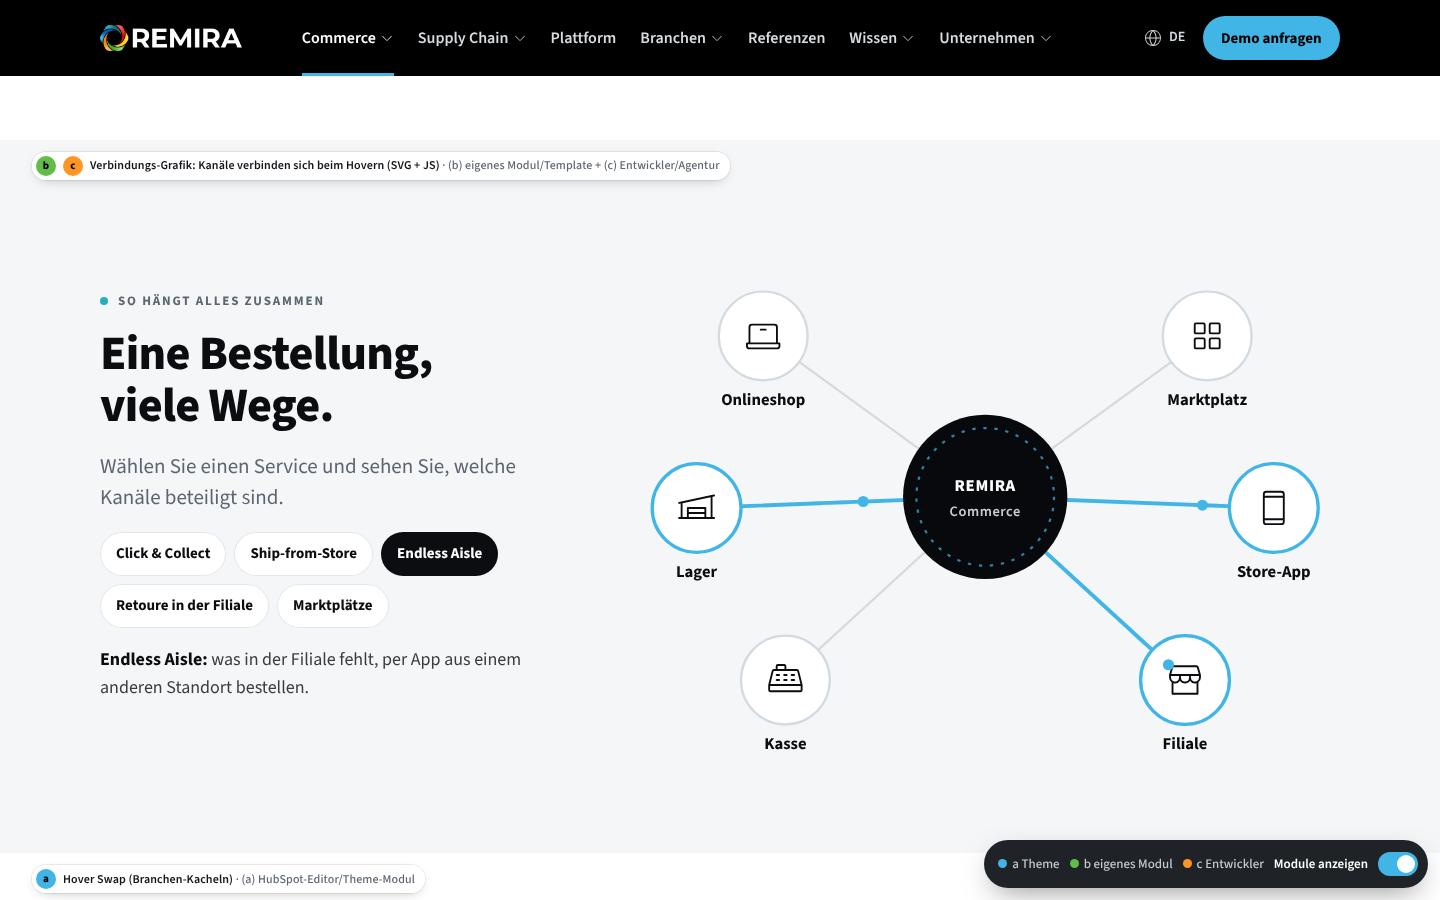 REMIRA
Commerce
Supply Chain
Plattform
Branchen
Referenzen
Wissen
Unternehmen
DE
Demo anfragen
b c Verbindungs-Grafik: Kanäle verbinden sich beim Hovern (SVG + JS) · (b) eigenes Modul/Template + (c) Entwickler/Agentur
SO HÄNGT ALLES ZUSAMMEN
Eine Bestellung,
viele Wege.
Wählen Sie einen Service und sehen Sie, welche
Kanäle beteiligt sind.
Click & Collect
Ship-from-Store
Endless Aisle
Retoure in der Filiale
Marktplätze
Endless Aisle: was in der Filiale fehlt, per App aus einem
anderen Standort bestellen.
Onlineshop
Marktplatz
REMIRA
Commerce
Lager
Store-App
Kasse
Filiale
a Hover Swap (Branchen-Kacheln) · (a) HubSpot-Editor/Theme-Modul
a Theme
b eigenes Modul
c Entwickler
Module anzeigen